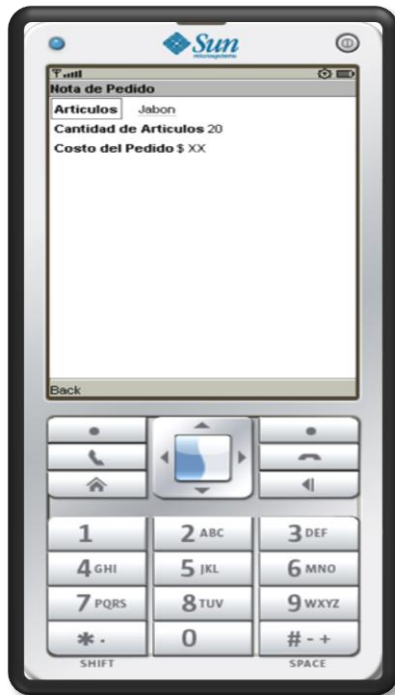 Sun
microsystems
Nota de Pedido
Articulos Jabon
Cantidad de Articulos 20
Costo del Pedido $ XX
Back
1 2 ABC 3 DEF
4 GHI 5 JKL 6 MNO
7 PQRS 8 TUV 9 WXYZ
* . 0 # - +
SHIFT SPACE